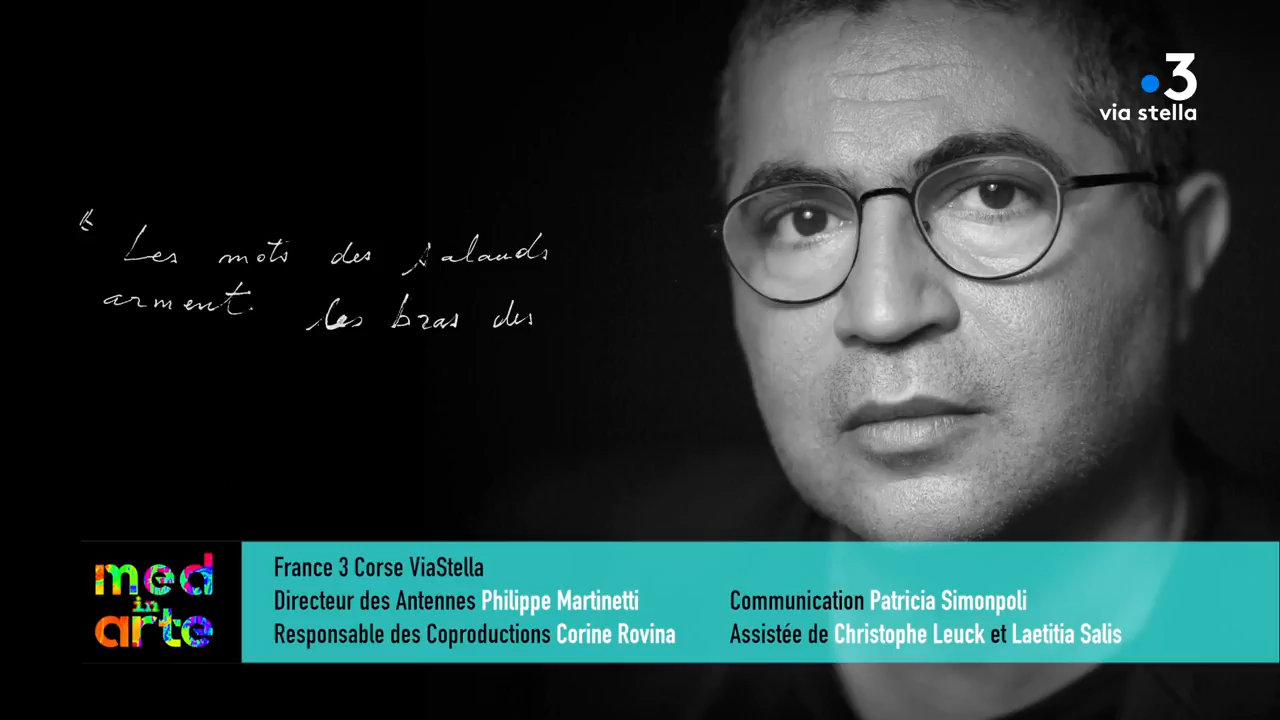 3
via stella
« Les mots des salauds
arment les bras des
med
in
arte
France 3 Corse ViaStella
Directeur des Antennes Philippe Martinetti
Responsable des Coproductions Corine Rovina
Communication Patricia Simonpoli
Assistée de Christophe Leuck et Laetitia Salis